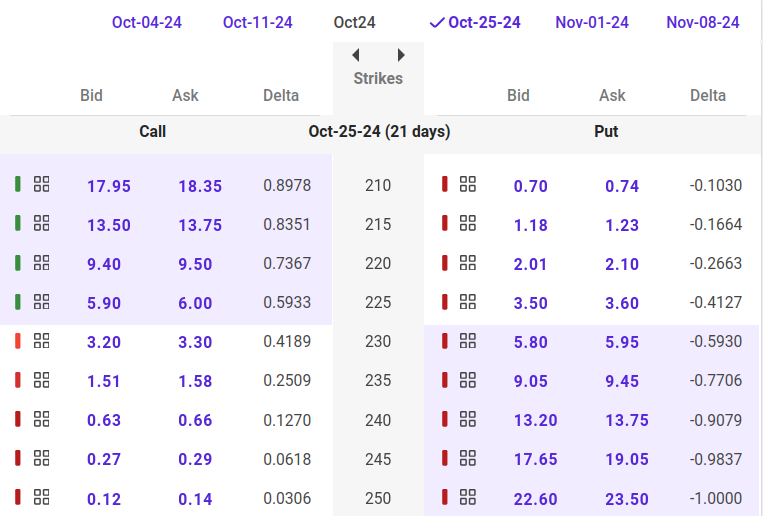 Oct-04-24 Oct-11-24 Oct24 Oct-25-24 Nov-01-24 Nov-08-24
Strikes
Bid Ask Delta Bid Ask Delta
Call Oct-25-24 (21 days) Put
17.95 18.35 0.8978 210 0.70 0.74 -0.1030
13.50 13.75 0.8351 215 1.18 1.23 -0.1664
9.40 9.50 0.7367 220 2.01 2.10 -0.2663
5.90 6.00 0.5933 225 3.50 3.60 -0.4127
3.20 3.30 0.4189 230 5.80 5.95 -0.5930
1.51 1.58 0.2509 235 9.05 9.45 -0.7706
0.63 0.66 0.1270 240 13.20 13.75 -0.9079
0.27 0.29 0.0618 245 17.65 19.05 -0.9837
0.12 0.14 0.0306 250 22.60 23.50 -1.0000